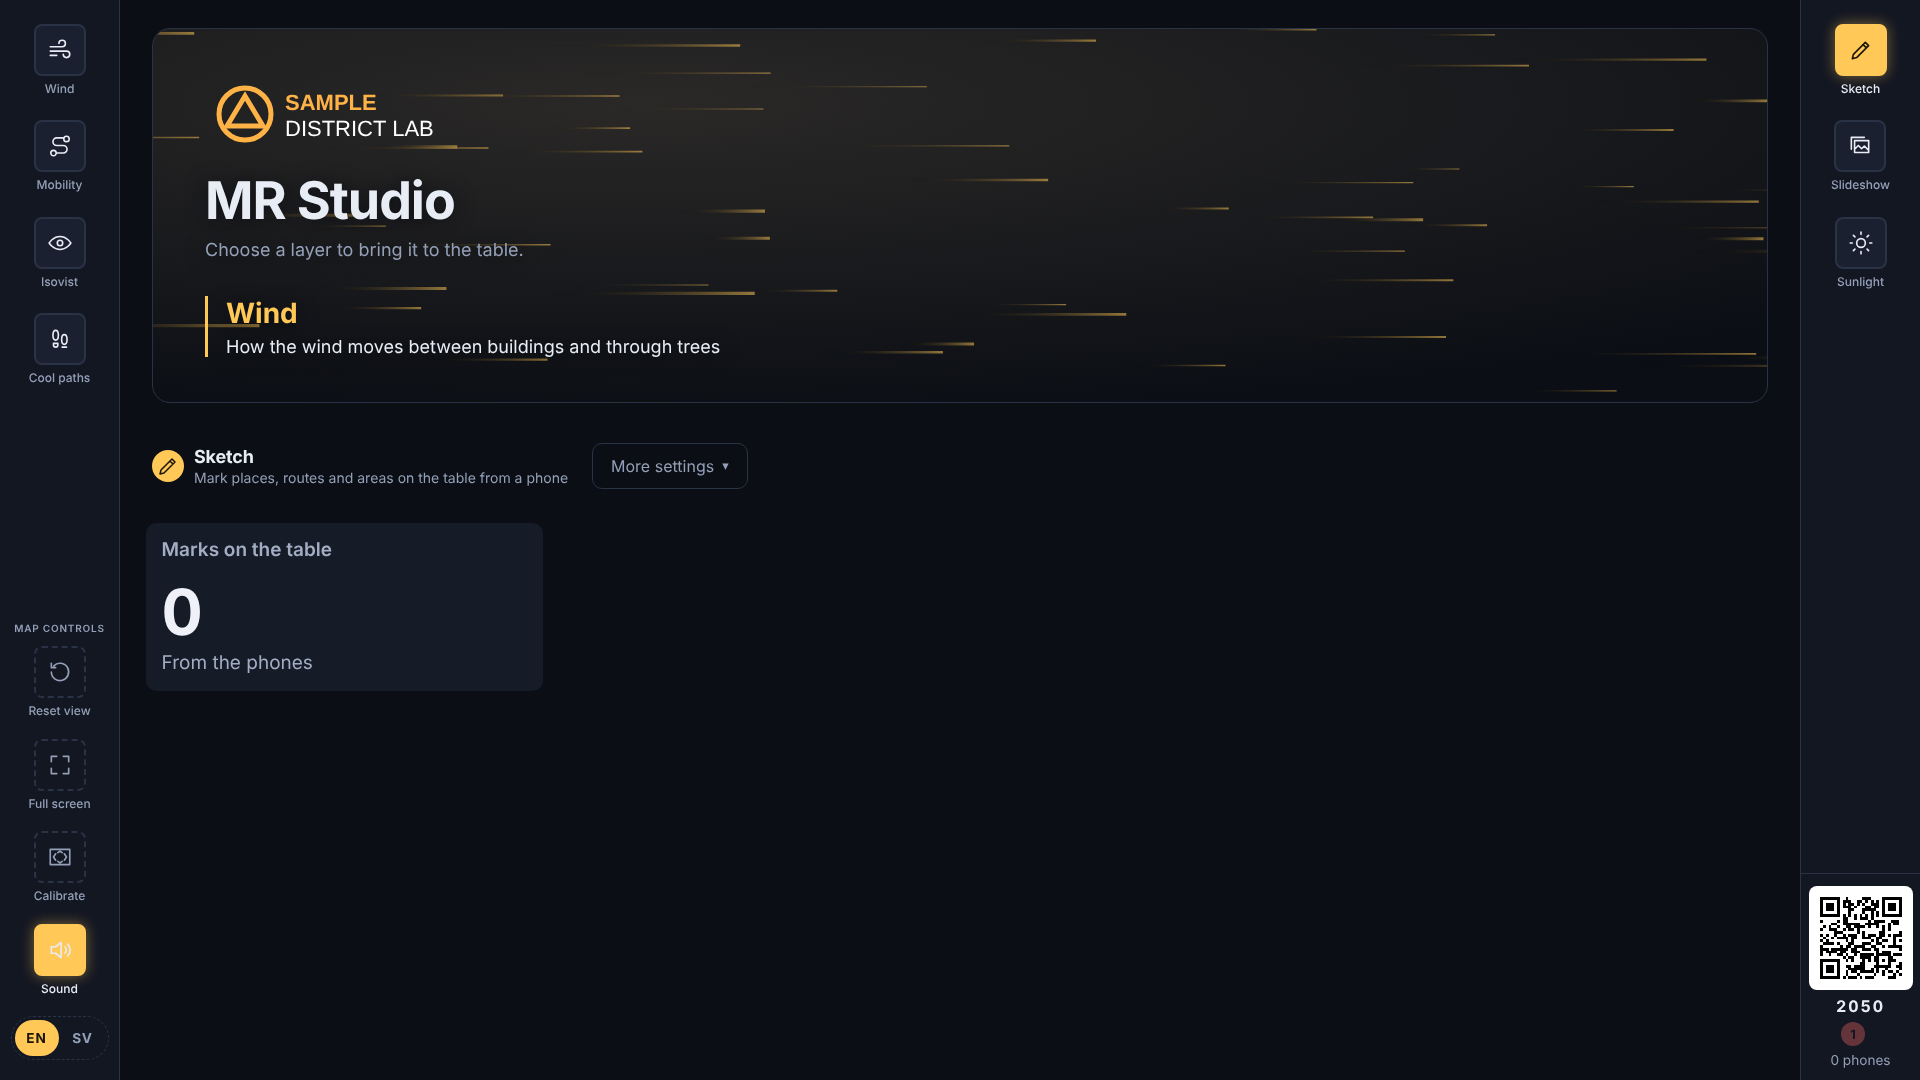 Wind
Mobility
Isovist
Cool paths
MAP CONTROLS
Reset view
Full screen
Calibrate
Sound
EN SV
SAMPLE
DISTRICT LAB
MR Studio
Choose a layer to bring it to the table.
Wind
How the wind moves between buildings and through trees
Sketch
Mark places, routes and areas on the table from a phone
More settings ▾
Marks on the table
0
From the phones
Sketch
Slideshow
Sunlight
2050
1
0 phones